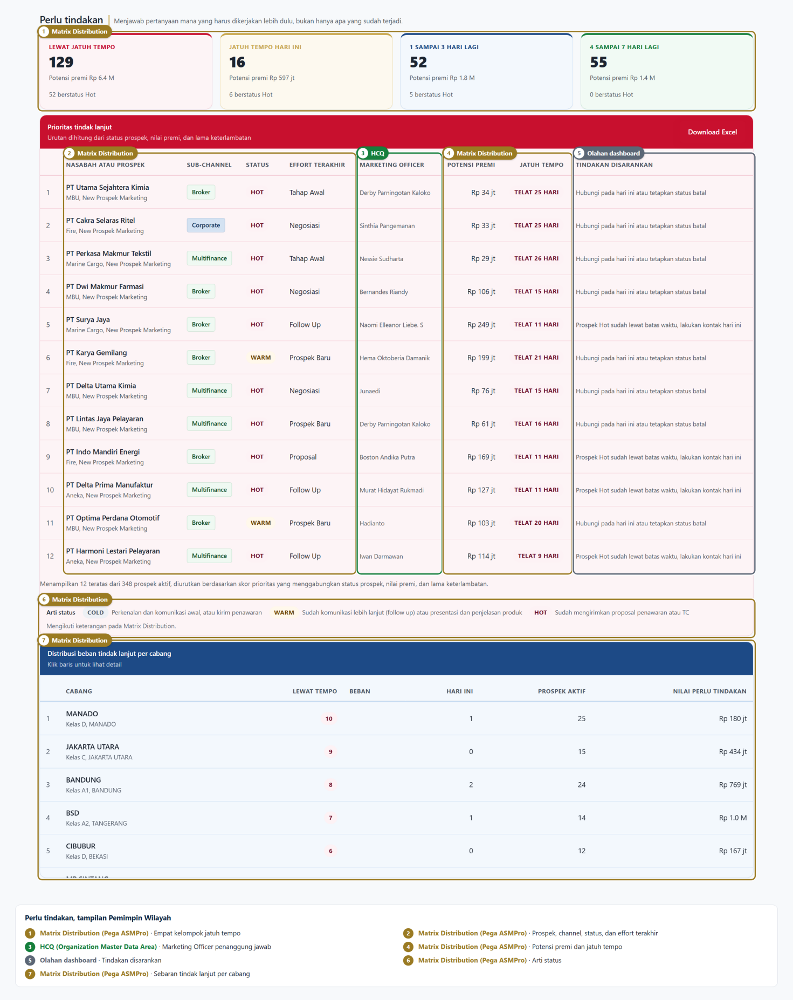 Perlu tindakan
Menjawab pertanyaan mana yang harus dikerjakan lebih dulu, bukan hanya apa yang sudah terjadi.
1 Matrix Distribution
LEWAT JATUH TEMPO
129
Potensi premi Rp 6.4 M
52 berstatus Hot
JATUH TEMPO HARI INI
16
Potensi premi Rp 597 jt
6 berstatus Hot
1 SAMPAI 3 HARI LAGI
52
Potensi premi Rp 1.8 M
5 berstatus Hot
4 SAMPAI 7 HARI LAGI
55
Potensi premi Rp 1.4 M
0 berstatus Hot
Prioritas tindak lanjut
Urutan dihitung dari status prospek, nilai premi, dan lama keterlambatan
Download Excel
2 Matrix Distribution
3 HCQ
4 Matrix Distribution
5 Olahan dashboard
NASABAH ATAU PROSPEK SUB-CHANNEL STATUS EFFORT TERAKHIR MARKETING OFFICER POTENSI PREMI JATUH TEMPO TINDAKAN DISARANKAN
1 PT Utama Sejahtera Kimia Broker HOT Tahap Awal Derby Parningotan Kaloko Rp 34 jt TELAT 25 HARI Hubungi pada hari ini atau tetapkan status batal
MBU, New Prospek Marketing
2 PT Cakra Selaras Ritel Corporate HOT Negosiasi Sinthia Pangemanan Rp 33 jt TELAT 25 HARI Hubungi pada hari ini atau tetapkan status batal
Fire, New Prospek Marketing
3 PT Perkasa Makmur Tekstil Multifinance HOT Tahap Awal Nessie Sudharta Rp 29 jt TELAT 26 HARI Hubungi pada hari ini atau tetapkan status batal
Marine Cargo, New Prospek Marketing
4 PT Dwi Makmur Farmasi Broker HOT Negosiasi Bernandes Riandy Rp 106 jt TELAT 15 HARI Hubungi pada hari ini atau tetapkan status batal
MBU, New Prospek Marketing
5 PT Surya Jaya Broker HOT Follow Up Naomi Elleanor Liebe. S Rp 249 jt TELAT 11 HARI Prospek Hot sudah lewat batas waktu, lakukan kontak hari ini
Marine Cargo, New Prospek Marketing
6 PT Karya Gemilang Broker WARM Prospek Baru Hema Oktoberia Damanik Rp 199 jt TELAT 21 HARI Hubungi pada hari ini atau tetapkan status batal
Fire, New Prospek Marketing
7 PT Delta Utama Kimia Multifinance HOT Negosiasi Junaedi Rp 76 jt TELAT 15 HARI Hubungi pada hari ini atau tetapkan status batal
MBU, New Prospek Marketing
8 PT Lintas Jaya Pelayaran Multifinance HOT Prospek Baru Derby Parningotan Kaloko Rp 61 jt TELAT 16 HARI Hubungi pada hari ini atau tetapkan status batal
MBU, New Prospek Marketing
9 PT Indo Mandiri Energi Broker HOT Proposal Boston Andika Putra Rp 169 jt TELAT 11 HARI Prospek Hot sudah lewat batas waktu, lakukan kontak hari ini
Fire, New Prospek Marketing
10 PT Delta Prima Manufaktur Multifinance HOT Follow Up Murat Hidayat Rukmadi Rp 127 jt TELAT 11 HARI Prospek Hot sudah lewat batas waktu, lakukan kontak hari ini
Aneka, New Prospek Marketing
11 PT Optima Perdana Otomotif Broker WARM Prospek Baru Hadianto Rp 103 jt TELAT 20 HARI Hubungi pada hari ini atau tetapkan status batal
MBU, New Prospek Marketing
12 PT Harmoni Lestari Pelayaran Multifinance HOT Follow Up Iwan Darmawan Rp 114 jt TELAT 9 HARI Prospek Hot sudah lewat batas waktu, lakukan kontak hari ini
Aneka, New Prospek Marketing
Menampilkan 12 teratas dari 348 prospek aktif, diurutkan berdasarkan skor prioritas yang menggabungkan status prospek, nilai premi, dan lama keterlambatan.
6 Matrix Distribution
Arti status COLD Perkenalan dan komunikasi awal, atau kirim penawaran WARM Sudah komunikasi lebih lanjut (follow up) atau presentasi dan penjelasan produk HOT Sudah mengirimkan proposal penawaran atau TC
Mengikuti keterangan pada Matrix Distribution.
7 Matrix Distribution
Distribusi beban tindak lanjut per cabang
Klik baris untuk lihat detail
CABANG LEWAT TEMPO BEBAN HARI INI PROSPEK AKTIF NILAI PERLU TINDAKAN
1 MANADO 10 1 25 Rp 180 jt
Kelas D, MANADO
2 JAKARTA UTARA 9 0 15 Rp 434 jt
Kelas C, JAKARTA UTARA
3 BANDUNG 8 2 24 Rp 769 jt
Kelas A1, BANDUNG
4 BSD 7 1 14 Rp 1.0 M
Kelas A2, TANGERANG
5 CIBUBUR 6 0 12 Rp 167 jt
Kelas D, BEKASI
Perlu tindakan, tampilan Pemimpin Wilayah
1 Matrix Distribution (Pega ASMPro) · Empat kelompok jatuh tempo
2 Matrix Distribution (Pega ASMPro) · Prospek, channel, status, dan effort terakhir
3 HCQ (Organization Master Data Area) · Marketing Officer penanggung jawab
4 Matrix Distribution (Pega ASMPro) · Potensi premi dan jatuh tempo
5 Olahan dashboard · Tindakan disarankan
6 Matrix Distribution (Pega ASMPro) · Arti status
7 Matrix Distribution (Pega ASMPro) · Sebaran tindak lanjut per cabang